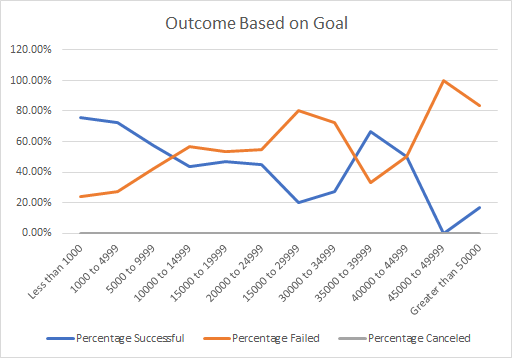 Outcome Based on Goal
120.00%
100.00%
80.00%
60.00%
40.00%
20.00%
0.00%
Less than 1000
1000 to 4999
5000 to 9999
10000 to 14999
15000 to 19999
20000 to 24999
15000 to 29999
30000 to 34999
35000 to 39999
40000 to 44999
45000 to 49999
Greater than 50000
Percentage Successful
Percentage Failed
Percentage Canceled